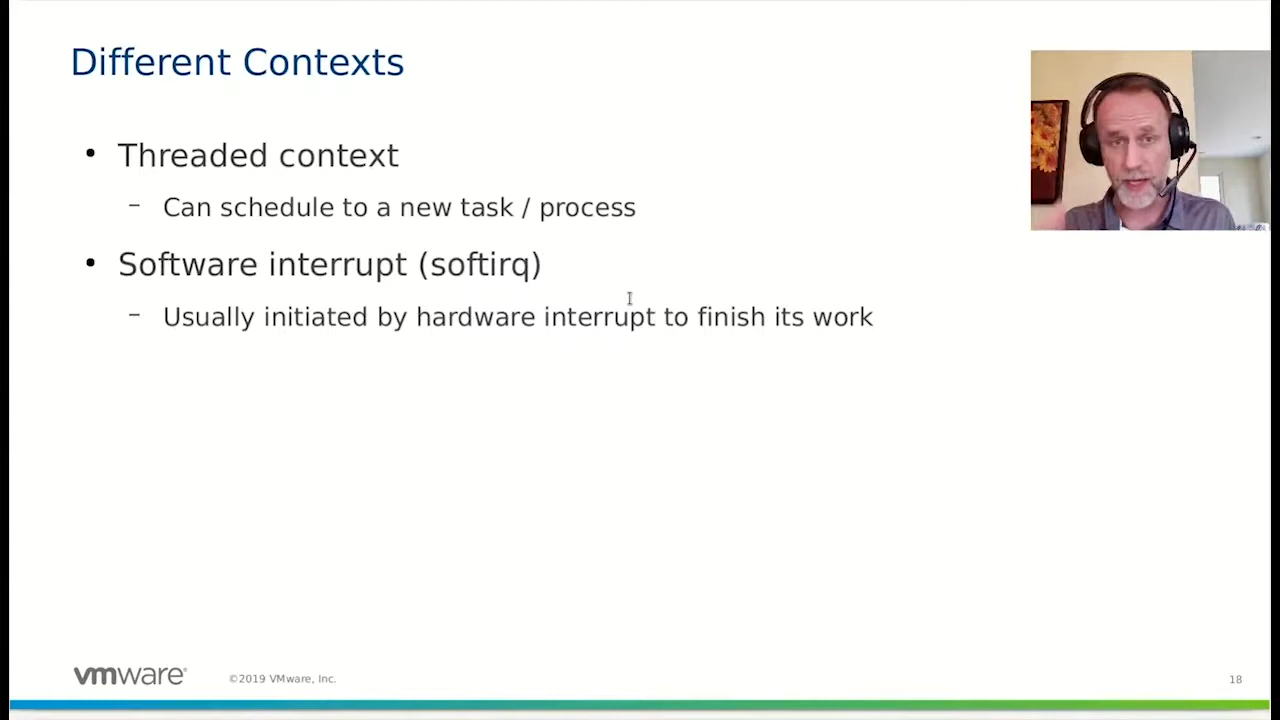 Different Contexts
• Threaded context
– Can schedule to a new task / process
• Software interrupt (softirq)
– Usually initiated by hardware interrupt to finish its work
vmware®
©2019 VMware, Inc.
18